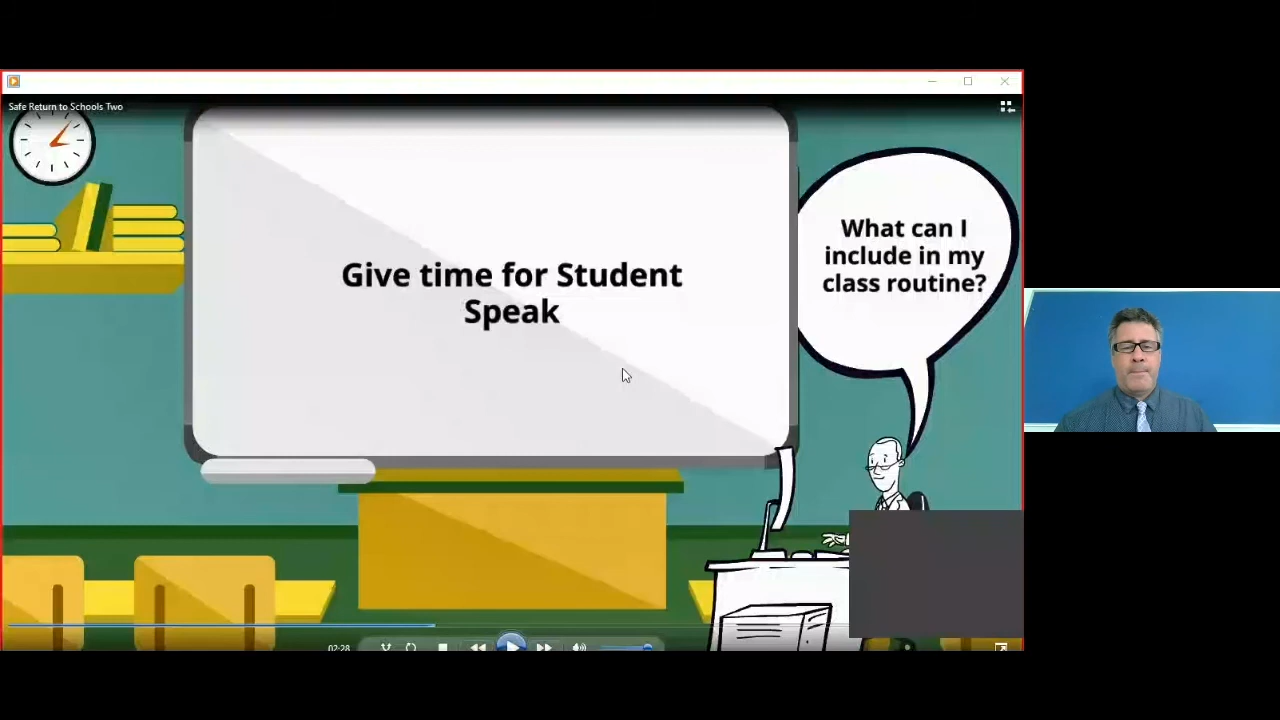 Safe Return to Schools Two
Give time for Student
Speak
What can I
include in my
class routine?
02:28